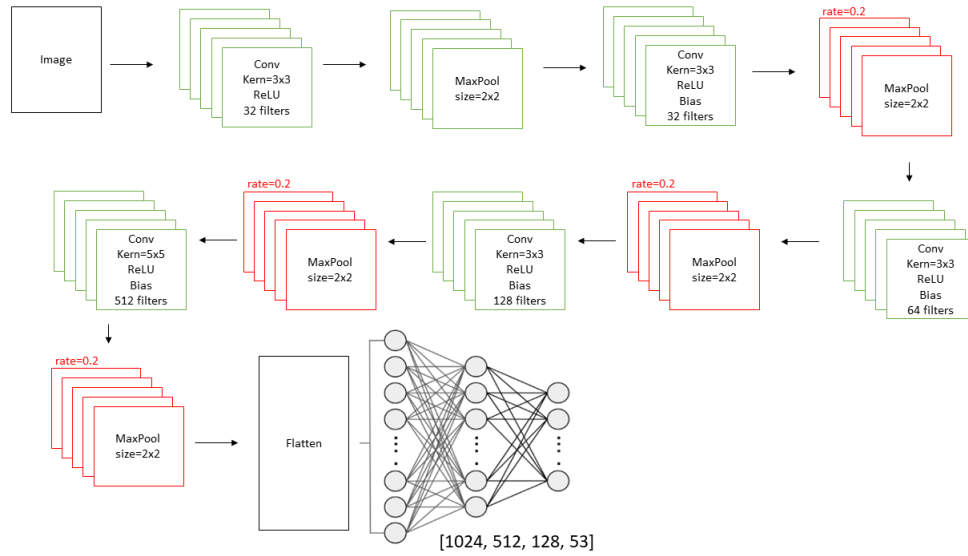 Image
Conv
Kern=3x3
ReLU
32 filters
MaxPool
size=2x2
Conv
Kern=3x3
ReLU
Bias
32 filters
rate=0.2
MaxPool
size=2x2
Conv
Kern=3x3
ReLU
Bias
64 filters
rate=0.2
MaxPool
size=2x2
Conv
Kern=3x3
ReLU
Bias
128 filters
rate=0.2
MaxPool
size=2x2
Conv
Kern=5x5
ReLU
Bias
512 filters
rate=0.2
MaxPool
size=2x2
Flatten
[1024, 512, 128, 53]